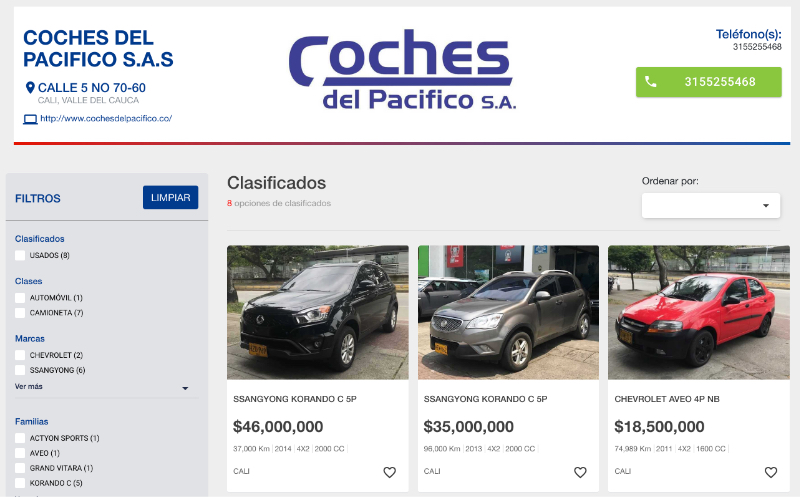 COCHES DEL
PACIFICO S.A.S
CALLE 5 NO 70-60
CALI, VALLE DEL CAUCA
http://www.cochesdelpacifico.co/
Coches
del Pacifico S.A.
Teléfono(s):
3155255468
3155255468
FILTROS
LIMPIAR
Clasificados
USADOS (8)
Clases
AUTOMÓVIL (1)
CAMIONETA (7)
Marcas
CHEVROLET (2)
SSANGYONG (6)
Ver más
Familias
ACTYON SPORTS (1)
AVEO (1)
GRAND VITARA (1)
KORANDO C (5)
Clasificados
8 opciones de clasificados
Ordenar por:
SSANGYONG KORANDO C 5P
$46,000,000
37,000 Km | 2014 | 4X2 | 2000 CC |
CALI
SSANGYONG KORANDO C 5P
$35,000,000
96,000 Km | 2013 | 4X2 | 2000 CC |
CALI
CHEVROLET AVEO 4P NB
$18,500,000
74,989 Km | 2011 | 4X2 | 1600 CC |
CALI